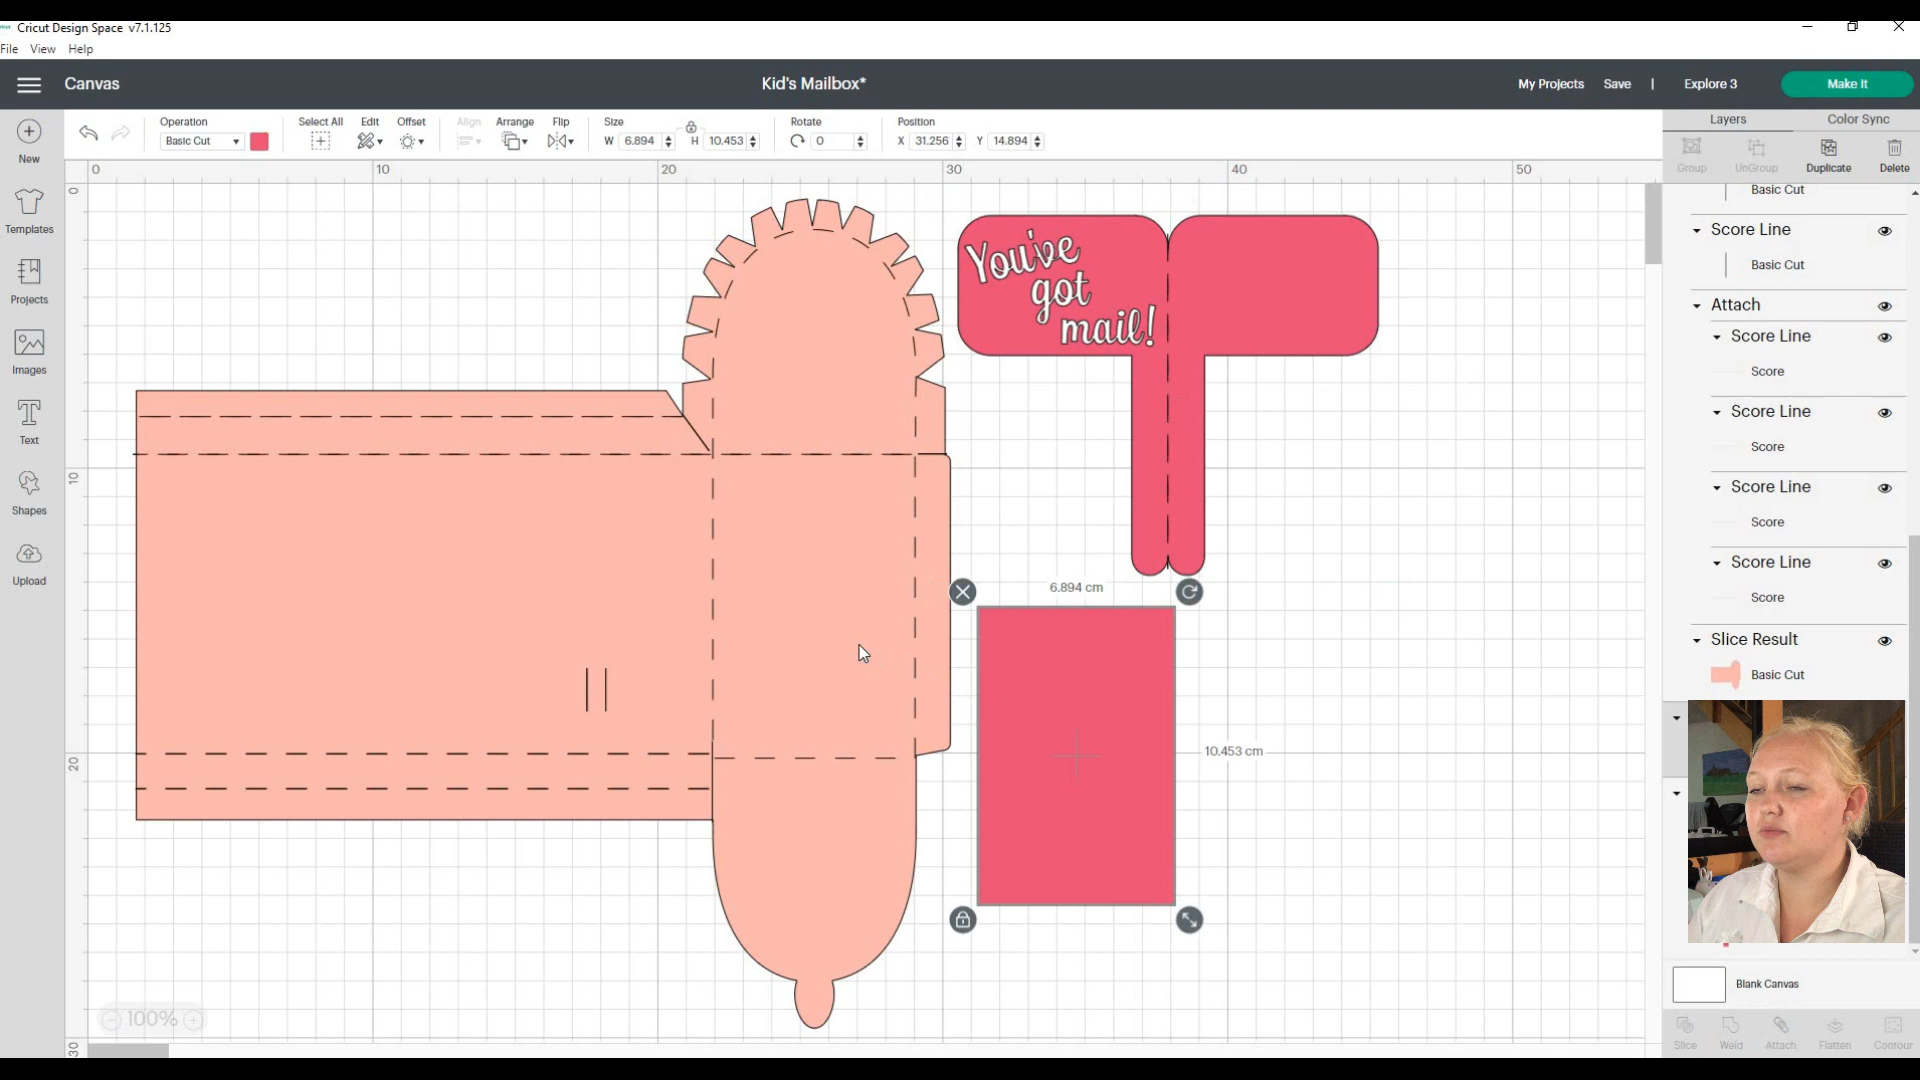 Cricut Design Space v7.1.125
File View Help
Canvas
Kid's Mailbox*
My Projects Save | Explore 3 Make It
Operation
Basic Cut
Select All Edit Offset Align Arrange Flip
Size
W 6.894 H 10.453
Rotate
0
Position
X 31.256 Y 14.894
Layers Color Sync
Group UnGroup Duplicate Delete
New
Templates
Projects
Images
Text
Shapes
Upload
0 10 20 30 40 50
0
10
20
30
You've
got
mail!
6.894 cm
10.453 cm
100%
Basic Cut
Score Line
Basic Cut
Attach
Score Line
Score
Score Line
Score
Score Line
Score
Score Line
Score
Slice Result
Basic Cut
Blank Canvas
Slice Weld Attach Flatten Contour